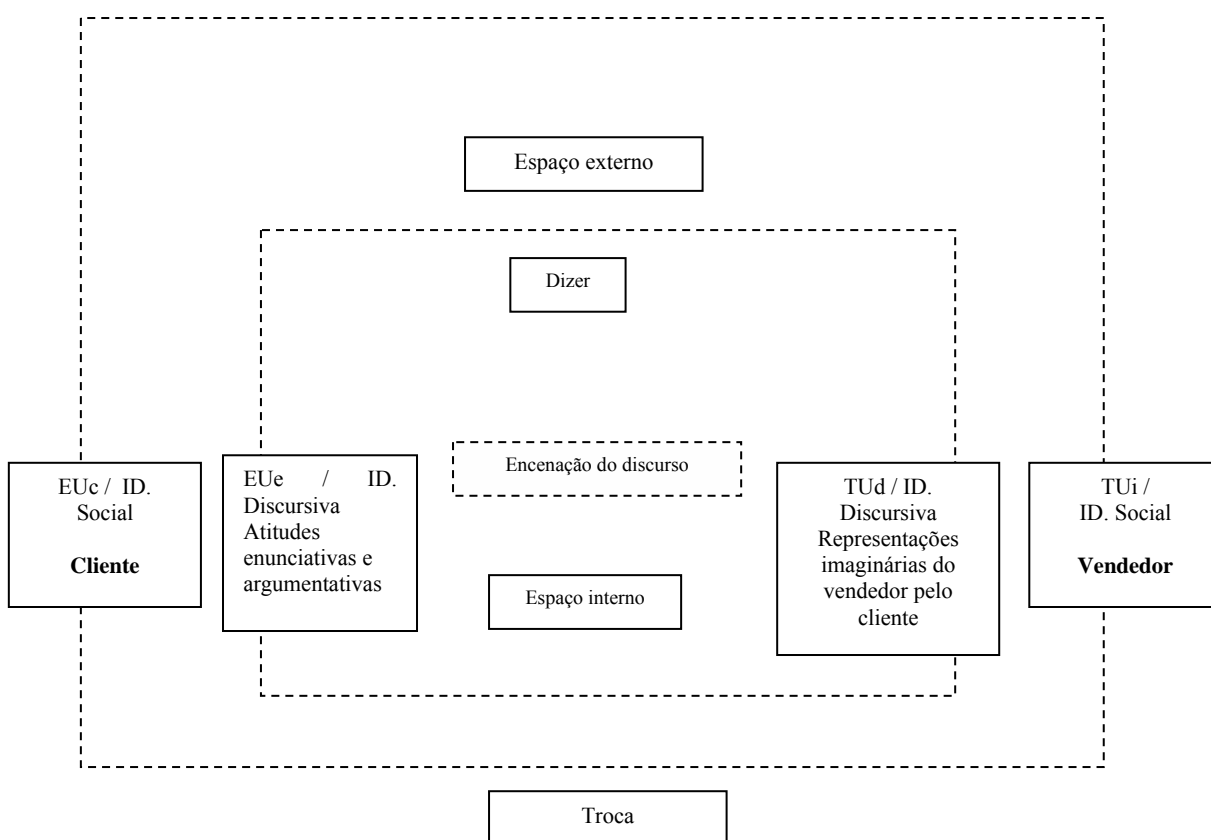 Espaço externo
Dizer
Encenação do discurso
EUc / ID.
Social
Cliente
EUe / ID.
Discursiva
Atitudes
enunciativas e
argumentativas
Espaço interno
TUd / ID.
Discursiva
Representações
imaginárias do
vendedor pelo
cliente
TUi /
ID. Social
Vendedor
Troca